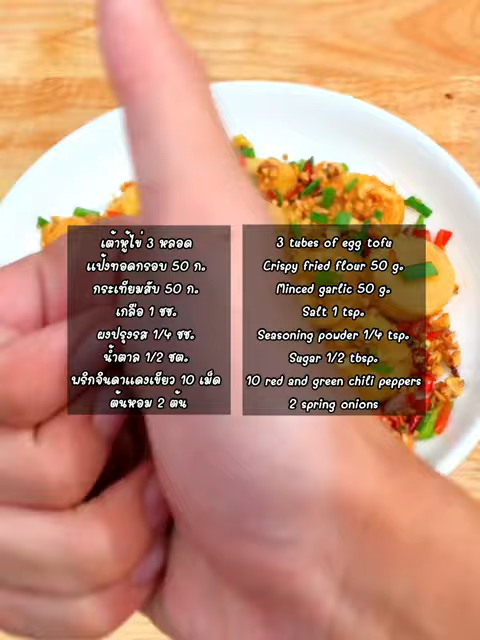 เต้าหู้ไข่ 3 หลอด
แป้งทอดกรอบ 50 ก.
กระเทียมสับ 50 ก.
เกลือ 1 ชช.
ผงปรุงรส 1/4 ชช.
น้ำตาล 1/2 ชต.
พริกจินดาแดงเขียว 10 เม็ด
ต้นหอม 2 ต้น
3 tubes of egg tofu
Crispy fried flour 50 g.
Minced garlic 50 g.
Salt 1 tsp.
Seasoning powder 1/4 tsp.
Sugar 1/2 tbsp.
10 red and green chili peppers
2 spring onions